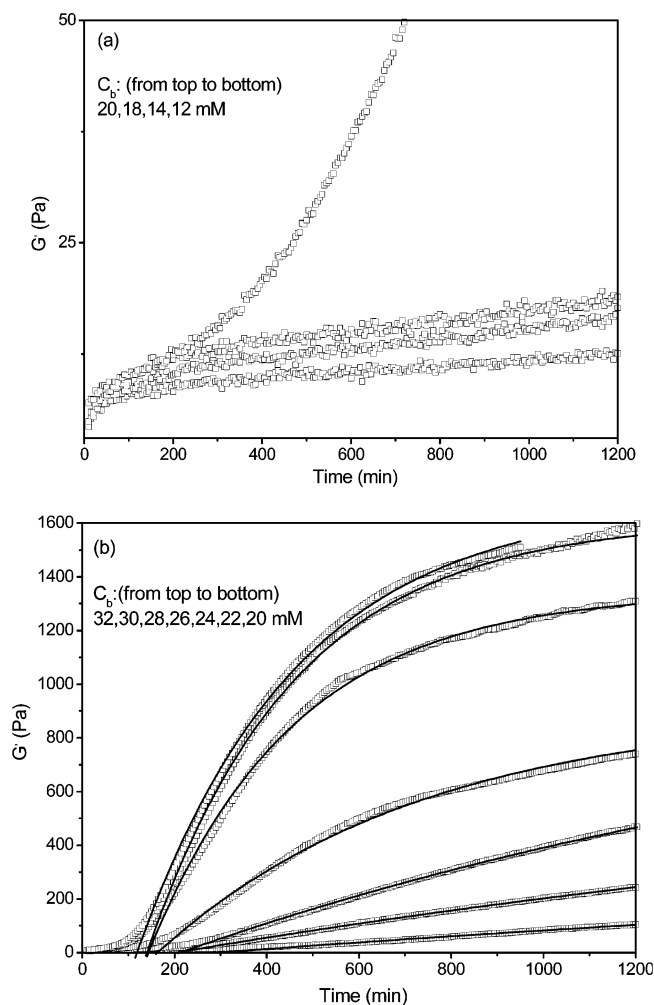 50
(a)
C_b: (from top to bottom)
20,18,14,12 mM
G' (Pa)
25
0 200 400 600 800 1000 1200
Time (min)
1600
(b)
C_b:(from top to bottom)
32,30,28,26,24,22,20 mM
1400
1200
1000
G' (Pa)
800
600
400
200
0
0 200 400 600 800 1000 1200
Time (min)